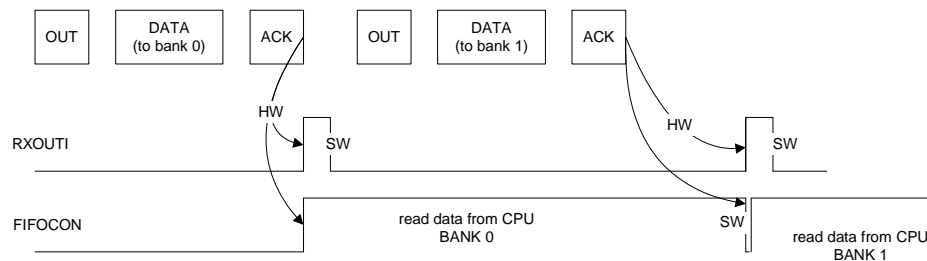 OUT
DATA
(to bank 0)
ACK
OUT
DATA
(to bank 1)
ACK
HW
HW
RXOUTI
SW
SW
FIFOCON
read data from CPU
BANK 0
SW
read data from CPU
BANK 1